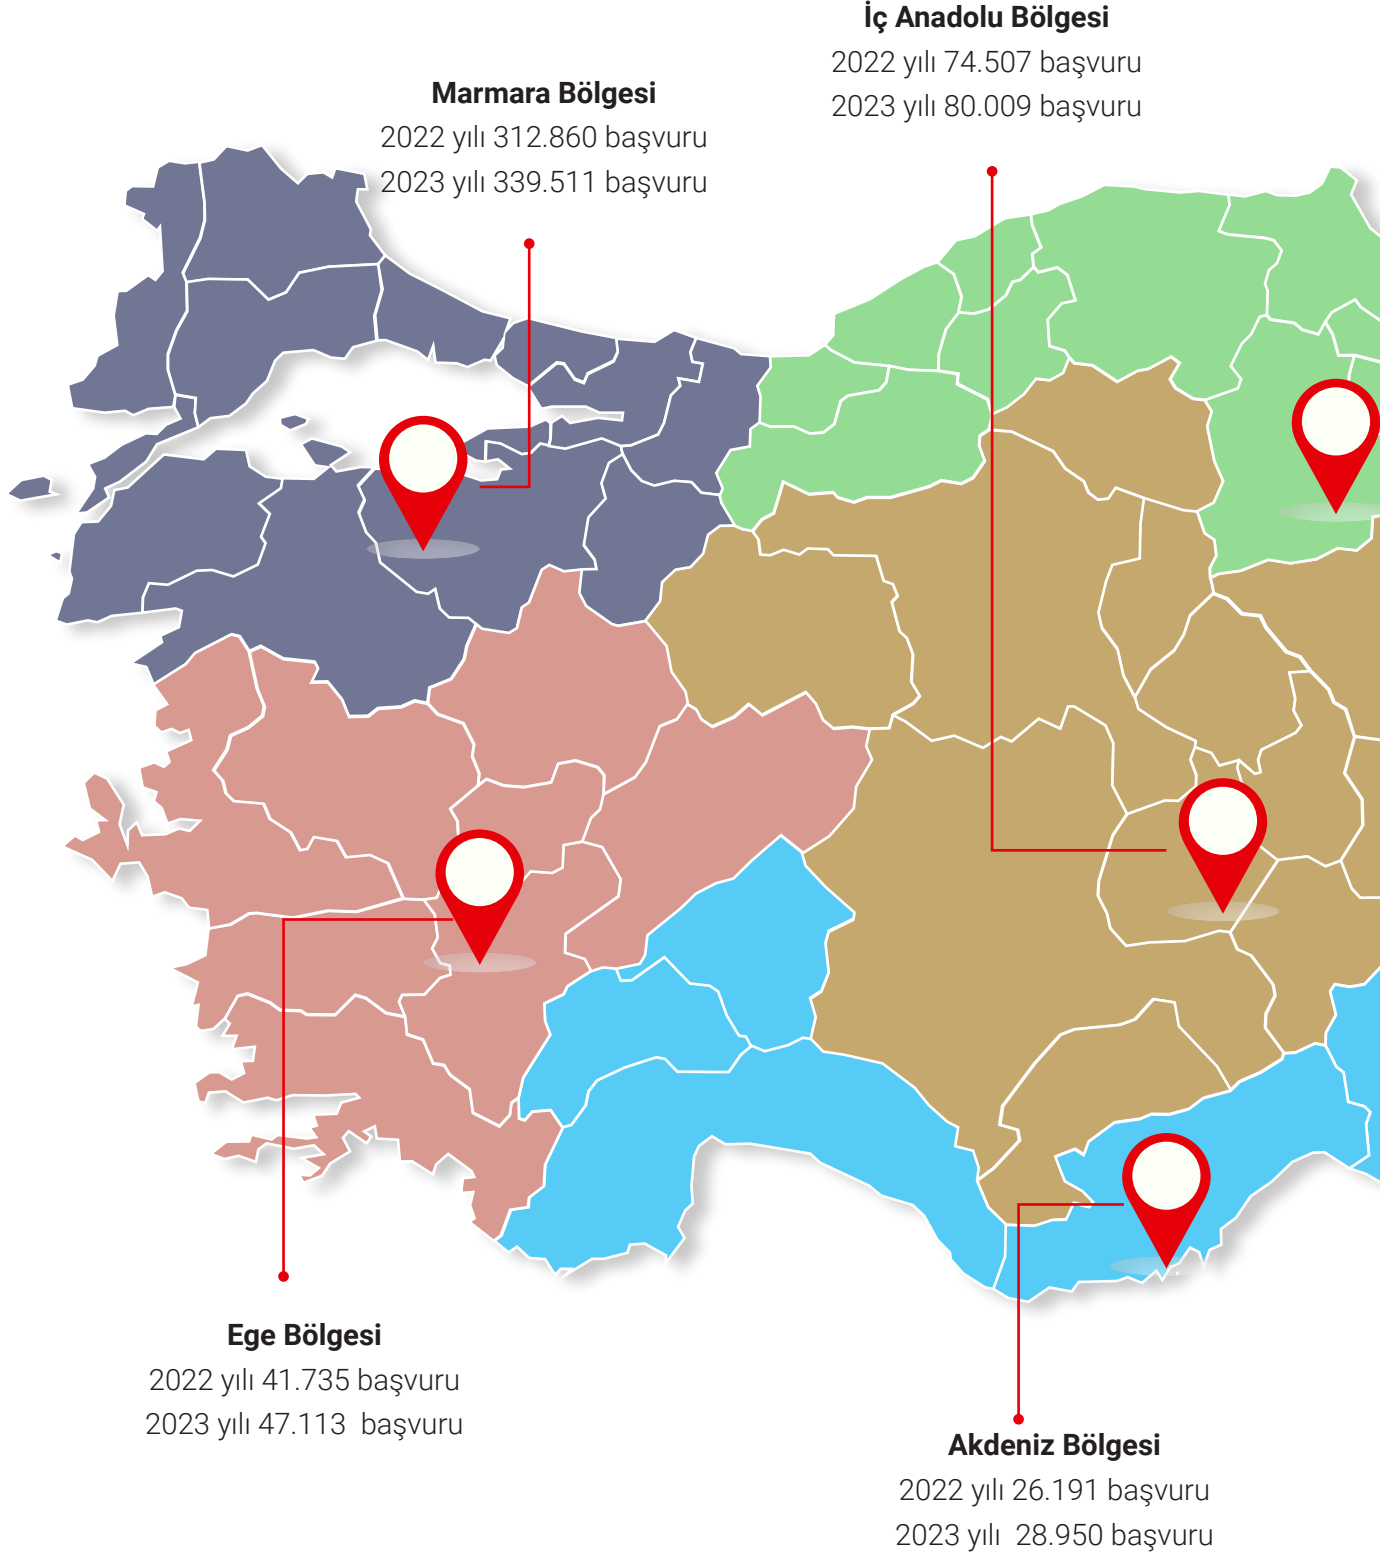 İç Anadolu Bölgesi
2022 yılı 74.507 başvuru
2023 yılı 80.009 başvuru
Marmara Bölgesi
2022 yılı 312.860 başvuru
2023 yılı 339.511 başvuru
Ege Bölgesi
2022 yılı 41.735 başvuru
2023 yılı 47.113 başvuru
Akdeniz Bölgesi
2022 yılı 26.191 başvuru
2023 yılı 28.950 başvuru